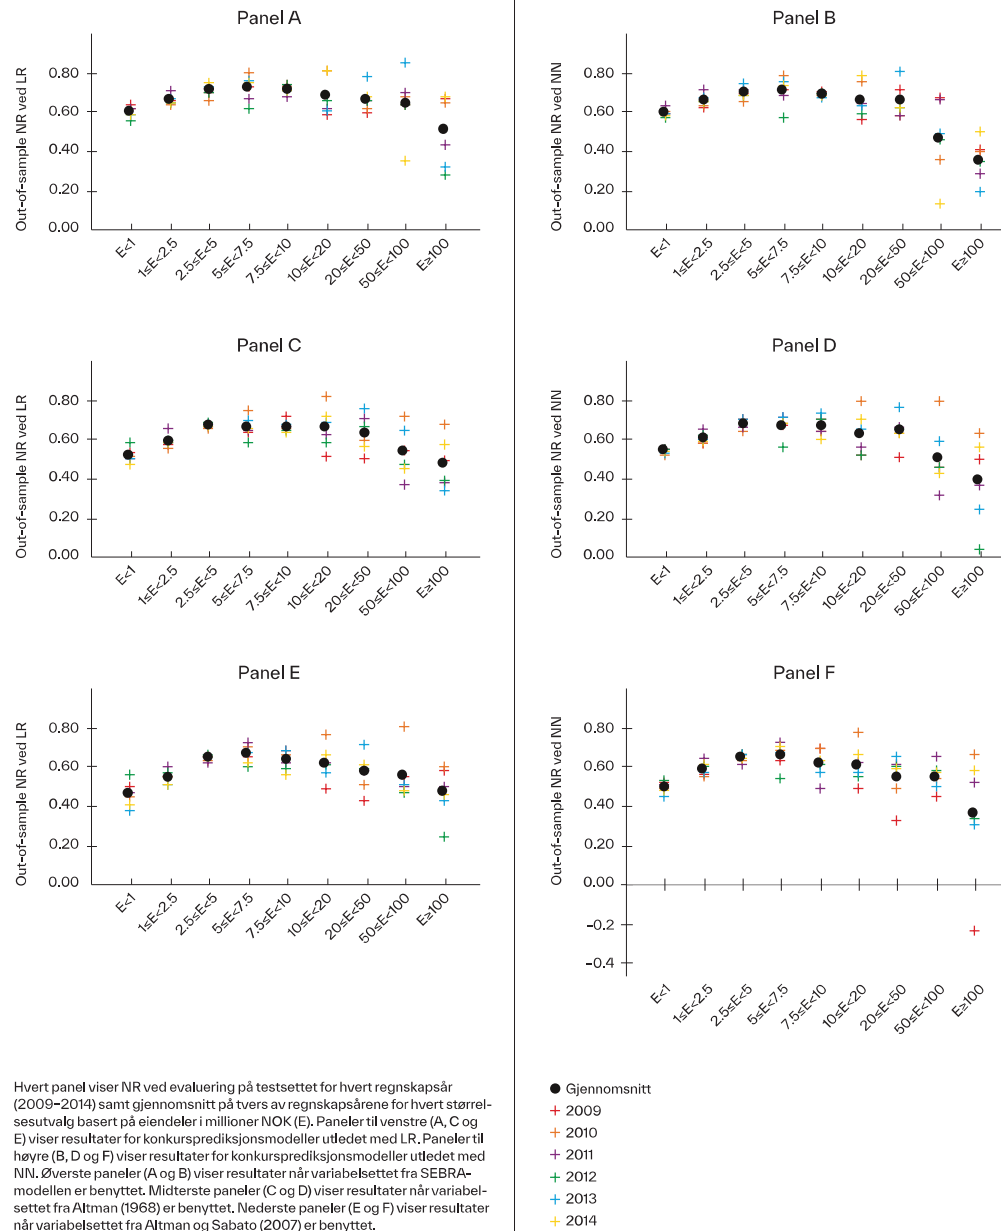 Panel A
Out-of-sample NR ved LR
0.80
0.60
0.40
0.20
0.00
E<1
1≤E<2.5
2.5≤E<5
5≤E<7.5
7.5≤E<10
10≤E<20
20≤E<50
50≤E<100
E≥100
Panel B
Out-of-sample NR ved NN
0.80
0.60
0.40
0.20
0.00
E<1
1≤E<2.5
2.5≤E<5
5≤E<7.5
7.5≤E<10
10≤E<20
20≤E<50
50≤E<100
E≥100
Panel C
Out-of-sample NR ved LR
0.80
0.60
0.40
0.20
0.00
E<1
1≤E<2.5
2.5≤E<5
5≤E<7.5
7.5≤E<10
10≤E<20
20≤E<50
50≤E<100
E≥100
Panel D
Out-of-sample NR ved NN
0.80
0.60
0.40
0.20
0.00
E<1
1≤E<2.5
2.5≤E<5
5≤E<7.5
7.5≤E<10
10≤E<20
20≤E<50
50≤E<100
E≥100
Panel E
Out-of-sample NR ved LR
0.80
0.60
0.40
0.20
0.00
E<1
1≤E<2.5
2.5≤E<5
5≤E<7.5
7.5≤E<10
10≤E<20
20≤E<50
50≤E<100
E≥100
Panel F
Out-of-sample NR ved NN
0.80
0.60
0.40
0.20
0.00
-0.2
-0.4
E<1
1≤E<2.5
2.5≤E<5
5≤E<7.5
7.5≤E<10
10≤E<20
20≤E<50
50≤E<100
E≥100
Hvert panel viser NR ved evaluering på testsettet for hvert regnskapsår
(2009–2014) samt gjennomsnitt på tvers av regnskapsårene for hvert størrel-
sesutvalg basert på eiendeler i millioner NOK (E). Paneler til venstre (A, C og
E) viser resultater for konkursprediksjonsmodeller utledet med LR. Paneler til
høyre (B, D og F) viser resultater for konkursprediksjonsmodeller utledet med
NN. Øverste paneler (A og B) viser resultater når variabelsettet fra SEBRA-
modellen er benyttet. Midterste paneler (C og D) viser resultater når variabel-
settet fra Altman (1968) er benyttet. Nederste paneler (E og F) viser resultater
når variabelsettet fra Altman og Sabato (2007) er benyttet.
Gjennomsnitt
2009
2010
2011
2012
2013
2014